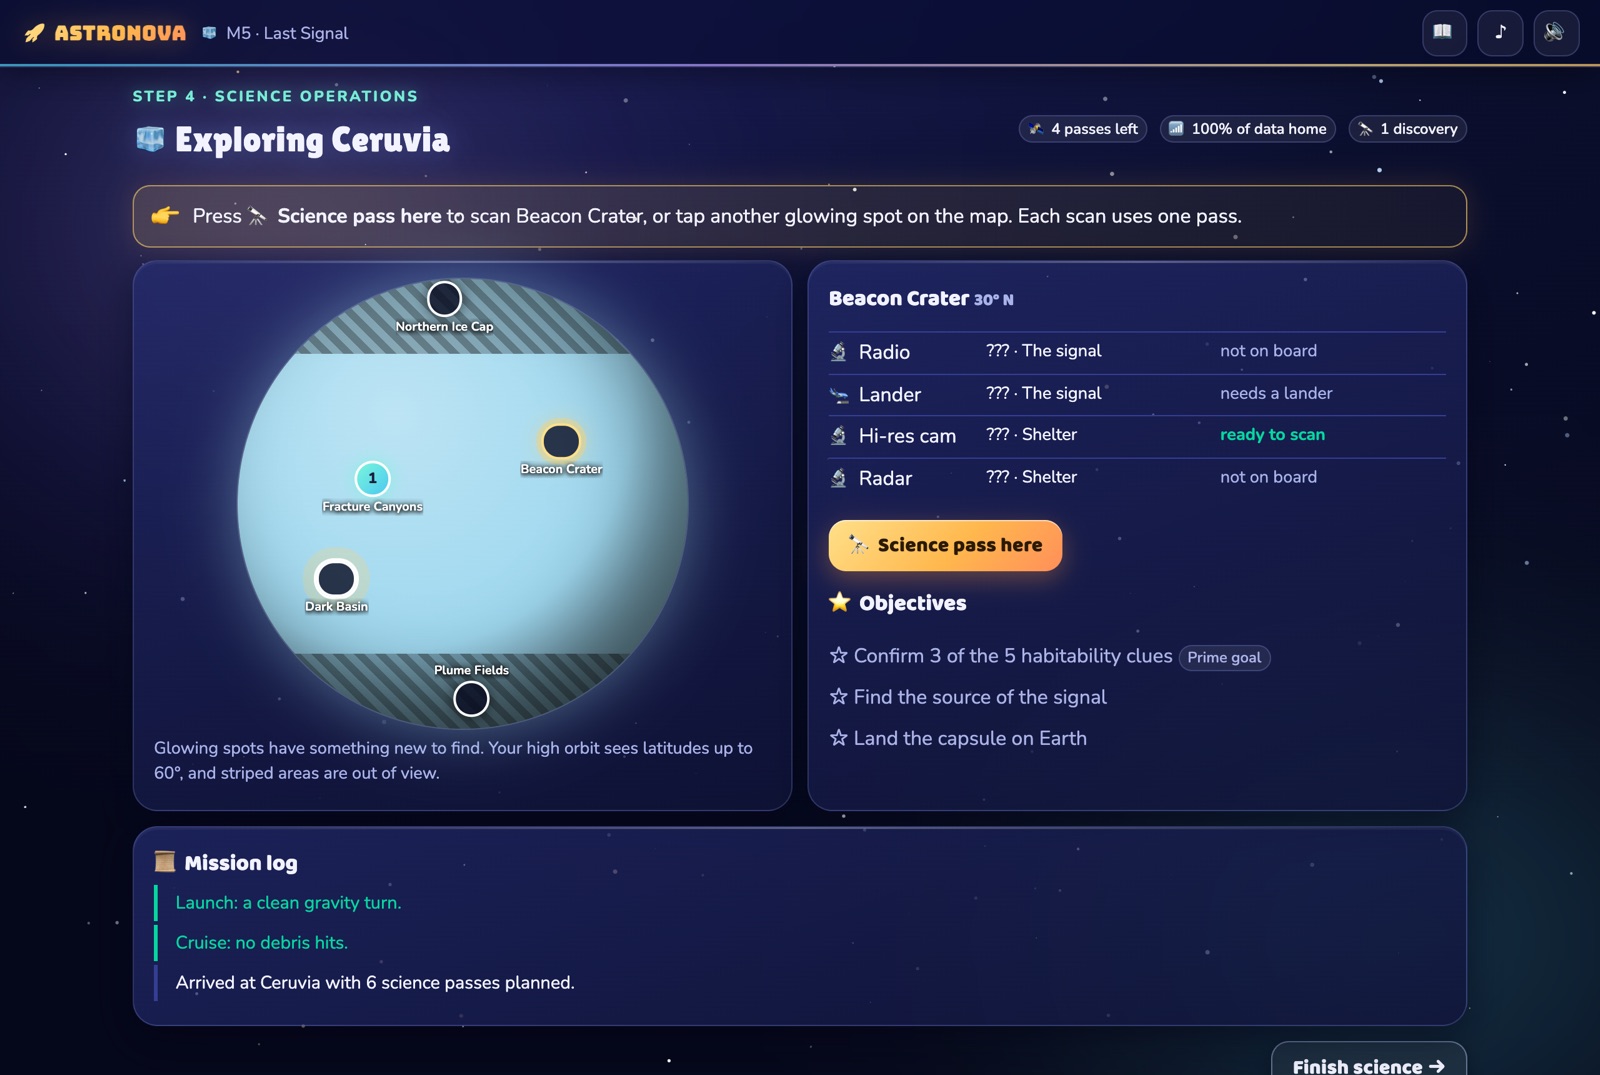 ASTRONOVA M5 · Last Signal
STEP 4 · SCIENCE OPERATIONS
Exploring Ceruvia
4 passes left
100% of data home
1 discovery
Press Science pass here to scan Beacon Crater, or tap another glowing spot on the map. Each scan uses one pass.
Northern Ice Cap
Beacon Crater
1
Fracture Canyons
Dark Basin
Plume Fields
Glowing spots have something new to find. Your high orbit sees latitudes up to
60°, and striped areas are out of view.
Beacon Crater 30° N
Radio ??? · The signal not on board
Lander ??? · The signal needs a lander
Hi-res cam ??? · Shelter ready to scan
Radar ??? · Shelter not on board
Science pass here
Objectives
Confirm 3 of the 5 habitability clues Prime goal
Find the source of the signal
Land the capsule on Earth
Mission log
Launch: a clean gravity turn.
Cruise: no debris hits.
Arrived at Ceruvia with 6 science passes planned.
Finish science →